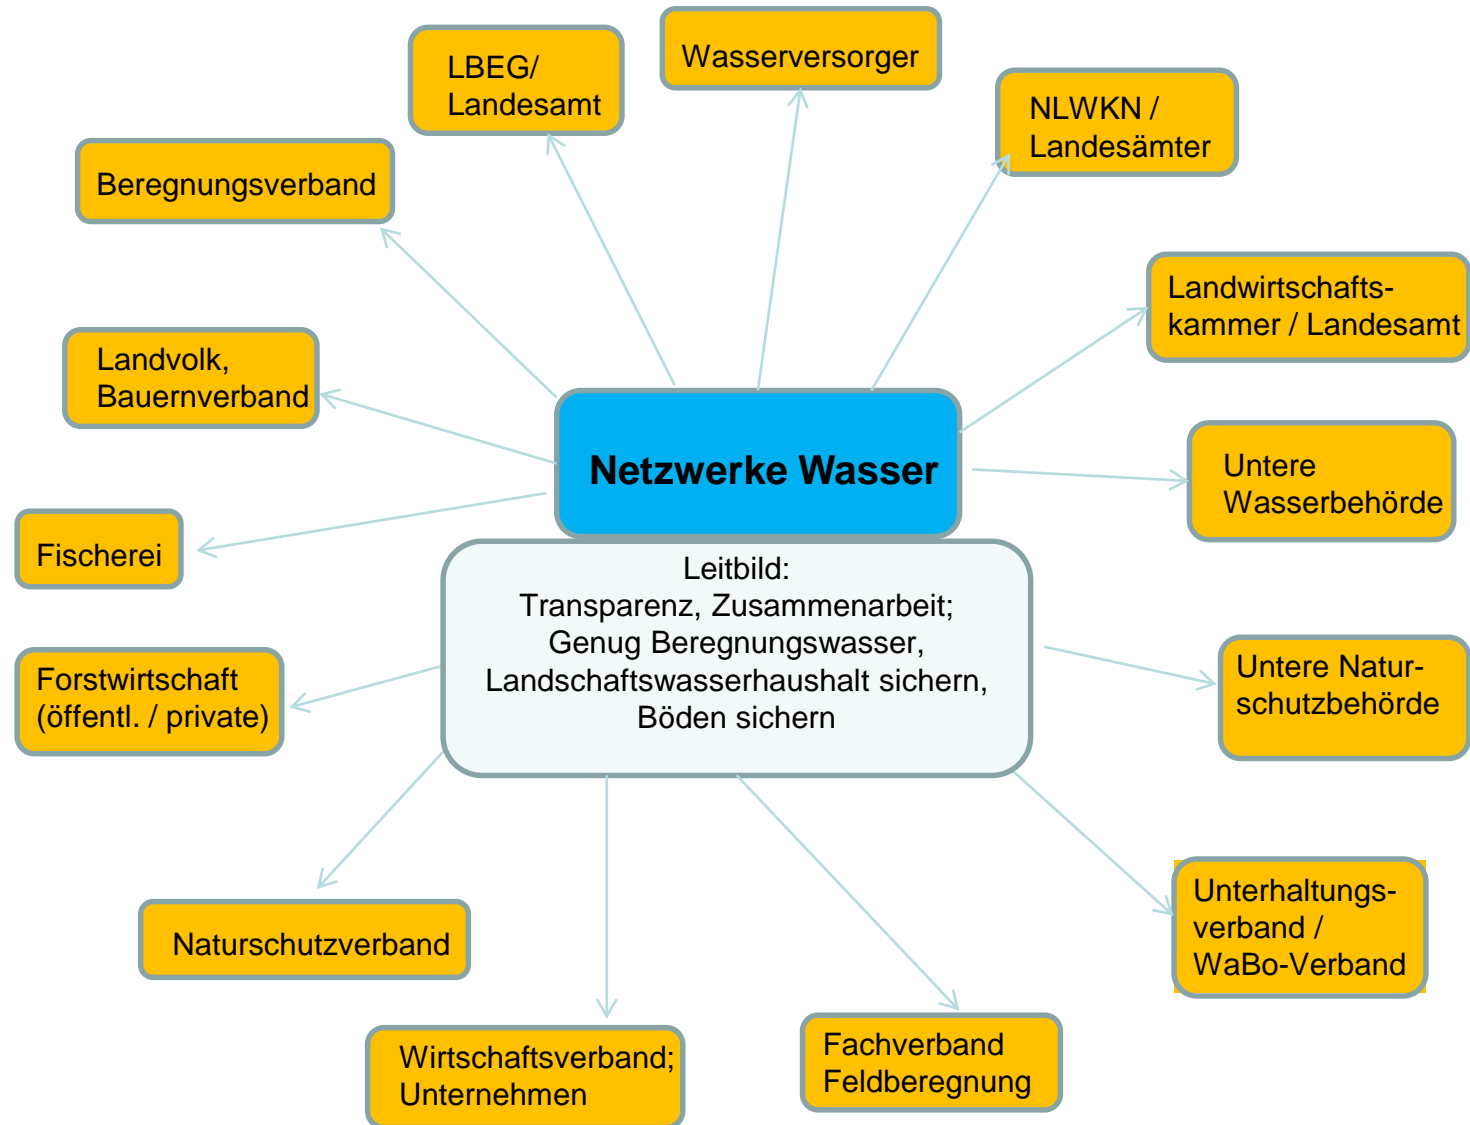 Wasserversorger
LBEG/
Landesamt
NLWKN /
Landesämter
Beregnungsverband
Landwirtschafts-
kammer / Landesamt
Landvolk,
Bauernverband
Netzwerke Wasser
Untere
Wasserbehörde
Fischerei
Leitbild:
Transparenz, Zusammenarbeit;
Genug Beregnungswasser,
Landschaftswasserhaushalt sichern,
Böden sichern
Forstwirtschaft
(öffentl. / private)
Untere Natur-
schutzbehörde
Naturschutzverband
Unterhaltungs-
verband /
WaBo-Verband
Wirtschaftsverband;
Unternehmen
Fachverband
Feldberegnung